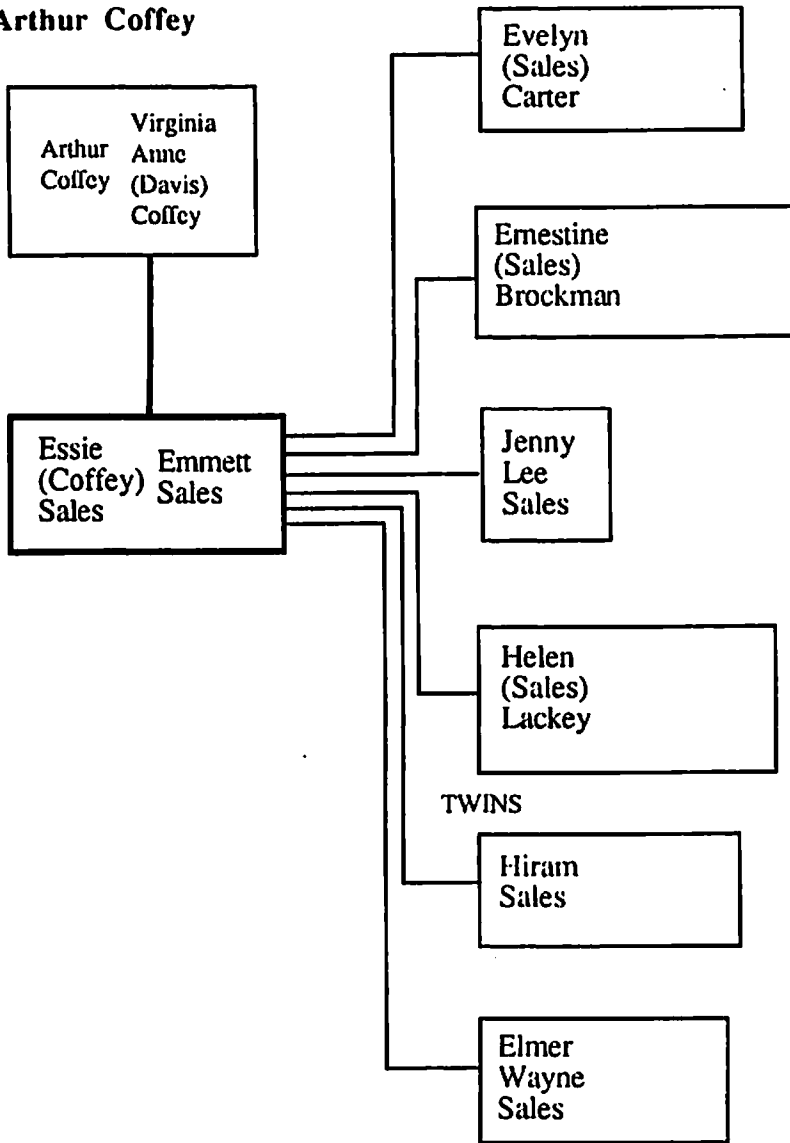 Arthur Coffey
Arthur
Coffey
Virginia
Anne
(Davis)
Coffey
Essie
(Coffey)
Sales
Emmett
Sales
Evelyn
(Sales)
Carter
Ernestine
(Sales)
Brockman
Jenny
Lee
Sales
Helen
(Sales)
Lackey
TWINS
Hiram
Sales
Elmer
Wayne
Sales